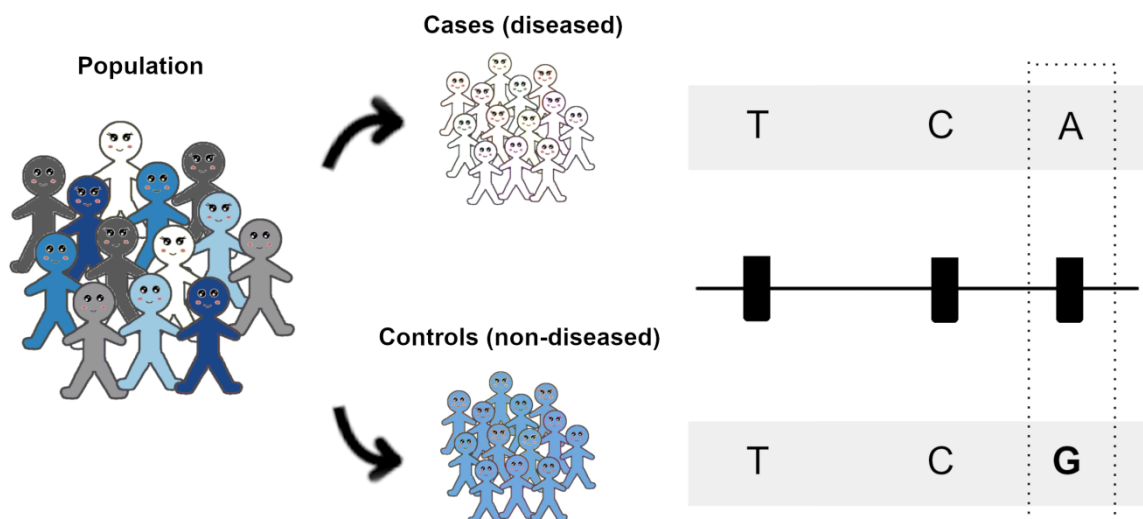 Population
Cases (diseased)
T C A
Controls (non-diseased)
T C G